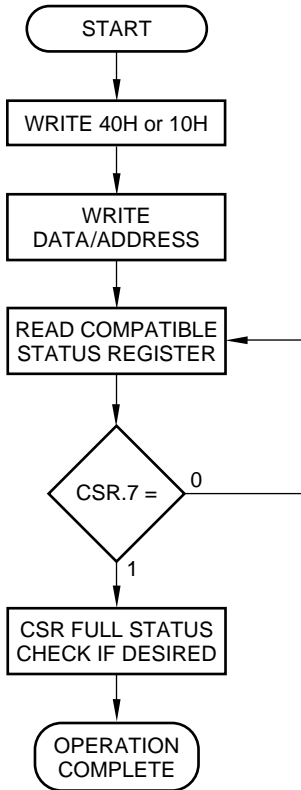 START
WRITE 40H or 10H
WRITE
DATA/ADDRESS
READ COMPATIBLE
STATUS REGISTER
CSR.7 =
0
1
CSR FULL STATUS
CHECK IF DESIRED
OPERATION
COMPLETE